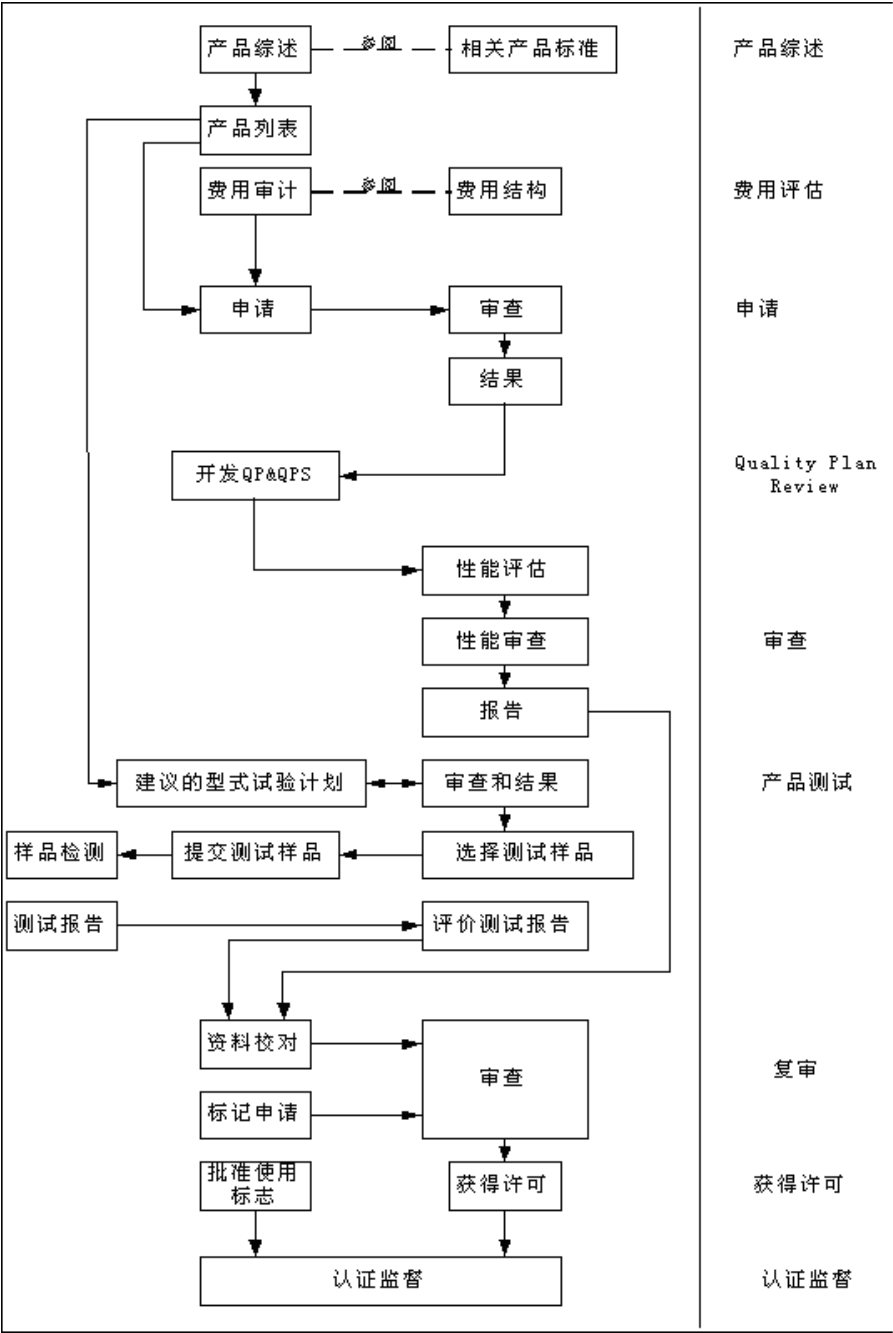 产品综述
参阅
相关产品标准
产品综述
产品列表
费用审计
参阅
费用结构
费用评估
申请
审查
申请
结果
开发QP&QPS
Quality Plan
Review
性能评估
性能审查
审查
报告
建议的型式试验计划
审查和结果
产品测试
样品检测
提交测试样品
选择测试样品
测试报告
评价测试报告
资料校对
审查
复审
标记申请
批准使用
标志
获得许可
获得许可
认证监督
认证监督